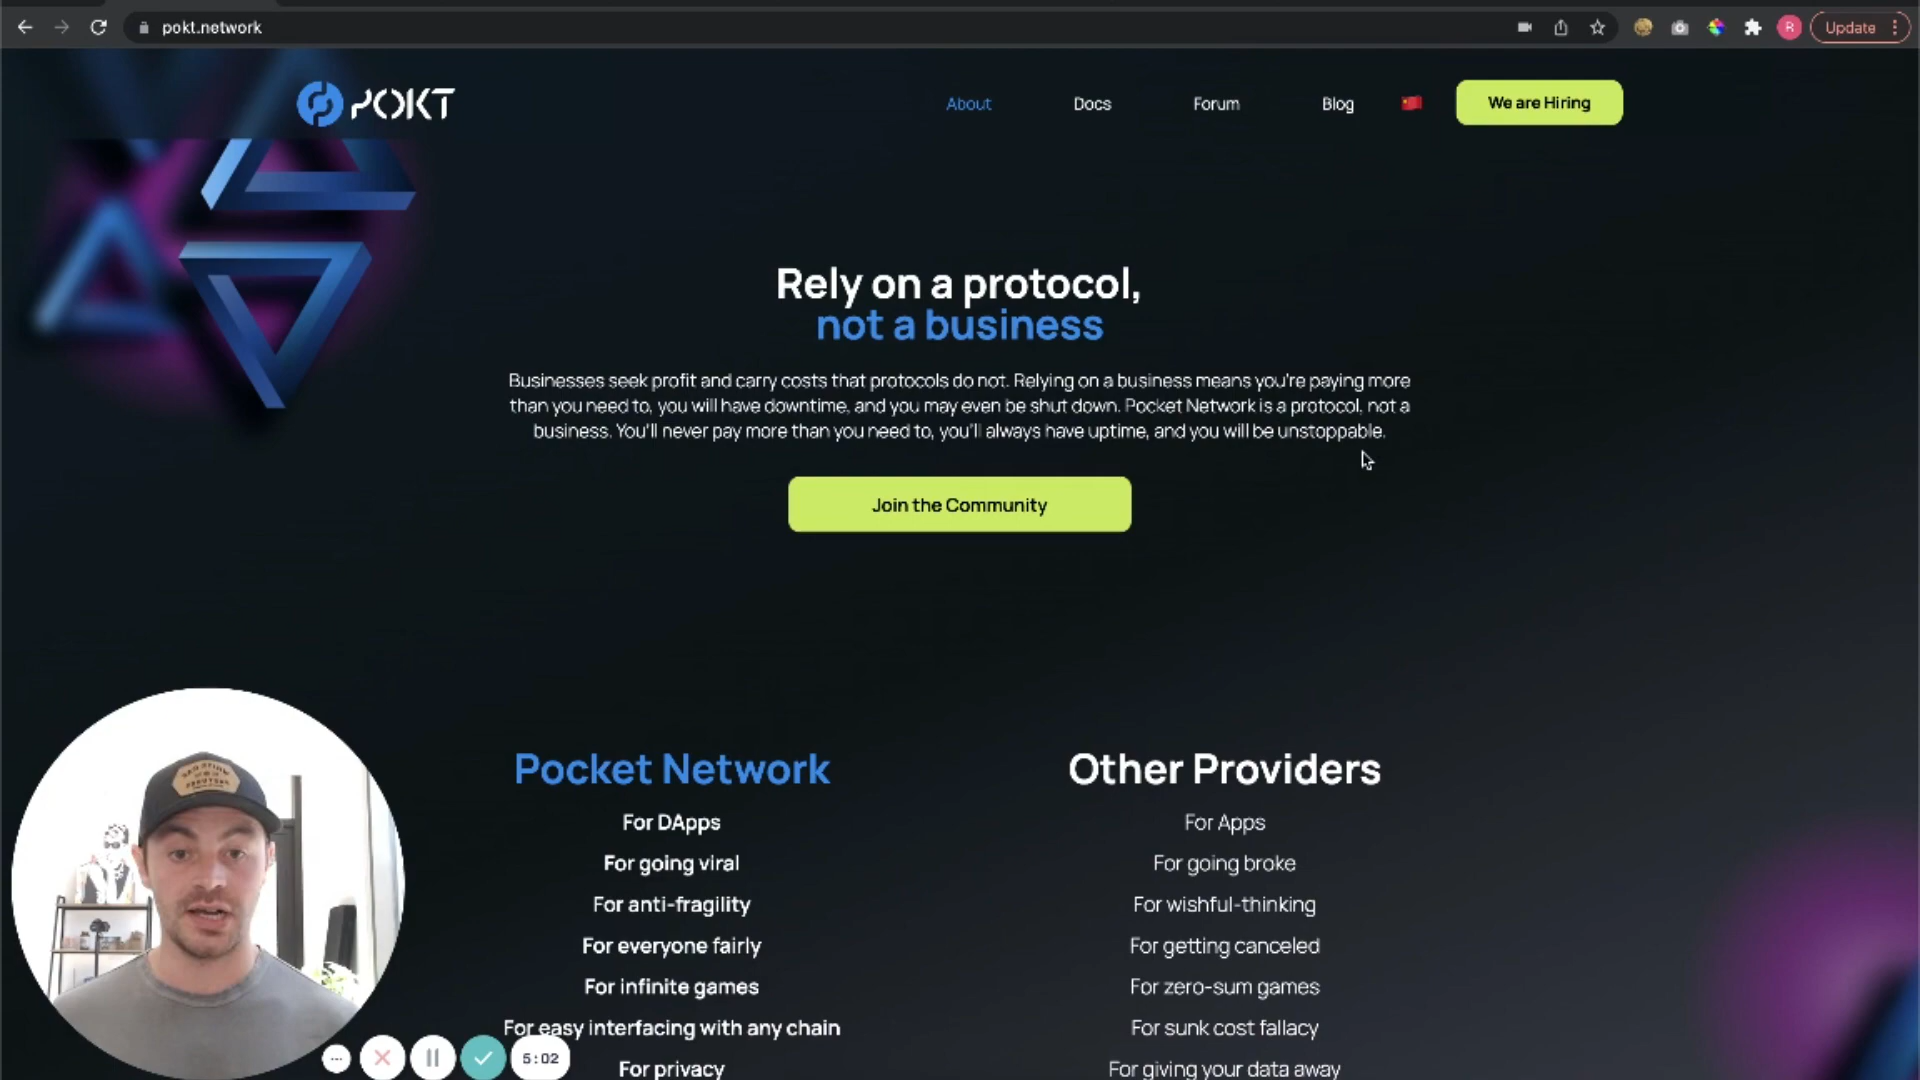 pokt.network
Update
POKT
About
Docs
Forum
Blog
We are Hiring
Rely on a protocol,
not a business
Businesses seek profit and carry costs that protocols do not. Relying on a business means you're paying more
than you need to, you will have downtime, and you may even be shut down. Pocket Network is a protocol, not a
business. You'll never pay more than you need to, you'll always have uptime, and you will be unstoppable.
Join the Community
Pocket Network
For DApps
For going viral
For anti-fragility
For everyone fairly
For infinite games
For easy interfacing with any chain
For privacy
Other Providers
For Apps
For going broke
For wishful-thinking
For getting canceled
For zero-sum games
For sunk cost fallacy
For giving your data away
R
5:02